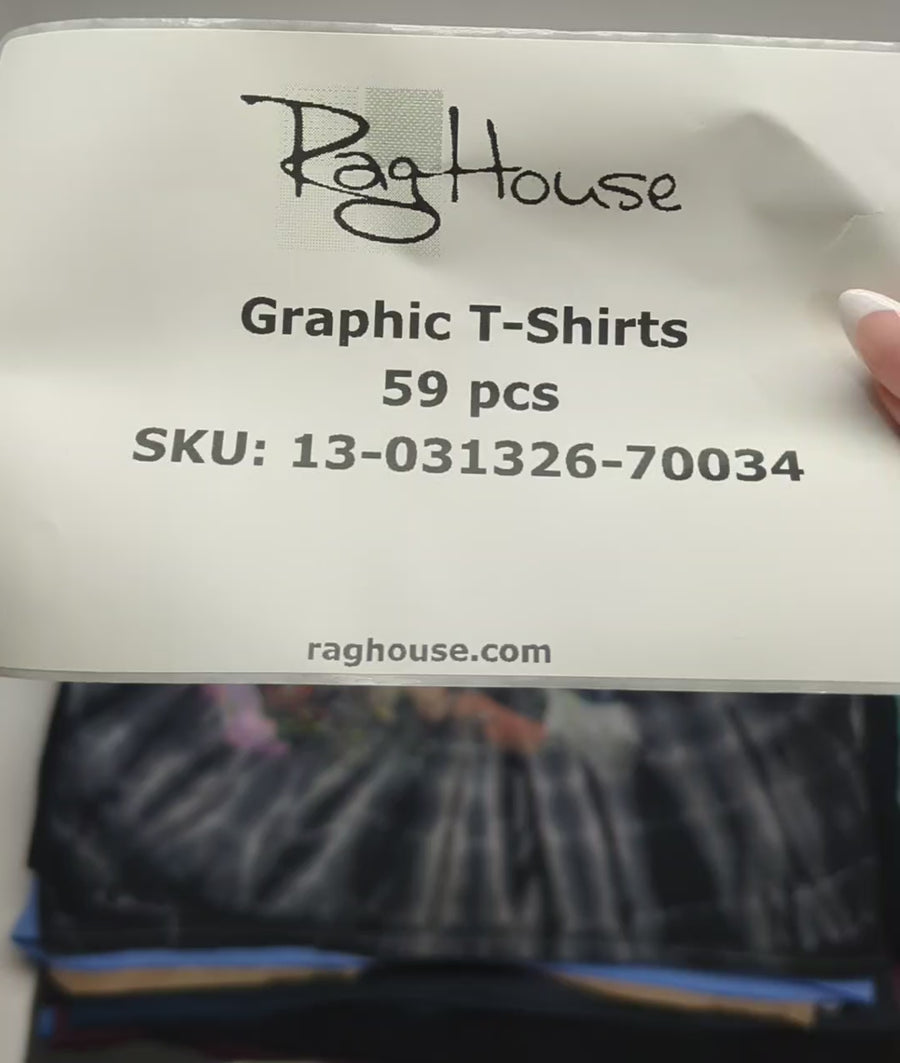 RagHouse
Graphic T-Shirts
59 pcs
SKU: 13-031326-70034
raghouse.com